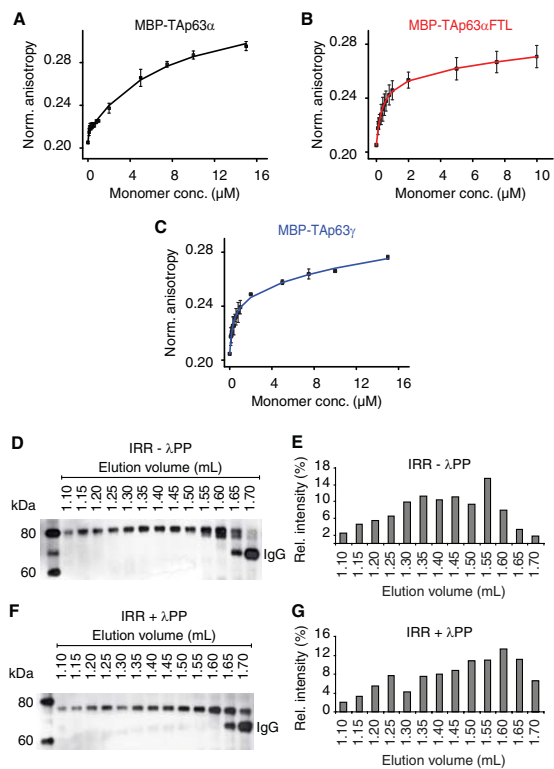 A
MBP-TAp63α
Norm. anisotropy
0.28
0.24
0.20
0 5 10 15
Monomer conc. (μM)
B
MBP-TAp63αFTL
Norm. anisotropy
0.28
0.24
0.20
0 2 4 6 8 10
Monomer conc. (μM)
C
MBP-TAp63γ
Norm. anisotropy
0.28
0.24
0.20
0 4 8 12 16
Monomer conc. (μM)
D
IRR - λPP
Elution volume (mL)
kDa
1.10 1.15 1.20 1.25 1.30 1.35 1.40 1.45 1.50 1.55 1.60 1.65 1.70
80
IgG
60
E
IRR - λPP
Rel. intensity (%)
18
14
10
6
2
1.10 1.15 1.20 1.25 1.30 1.35 1.40 1.45 1.50 1.55 1.60 1.65 1.70
Elution volume (mL)
F
IRR + λPP
Elution volume (mL)
kDa
1.10 1.15 1.20 1.25 1.30 1.35 1.40 1.45 1.50 1.55 1.60 1.65 1.70
80
IgG
60
G
IRR + λPP
Rel. intensity (%)
16
12
8
4
0
1.10 1.15 1.20 1.25 1.30 1.35 1.40 1.45 1.50 1.55 1.60 1.65 1.70
Elution volume (mL)